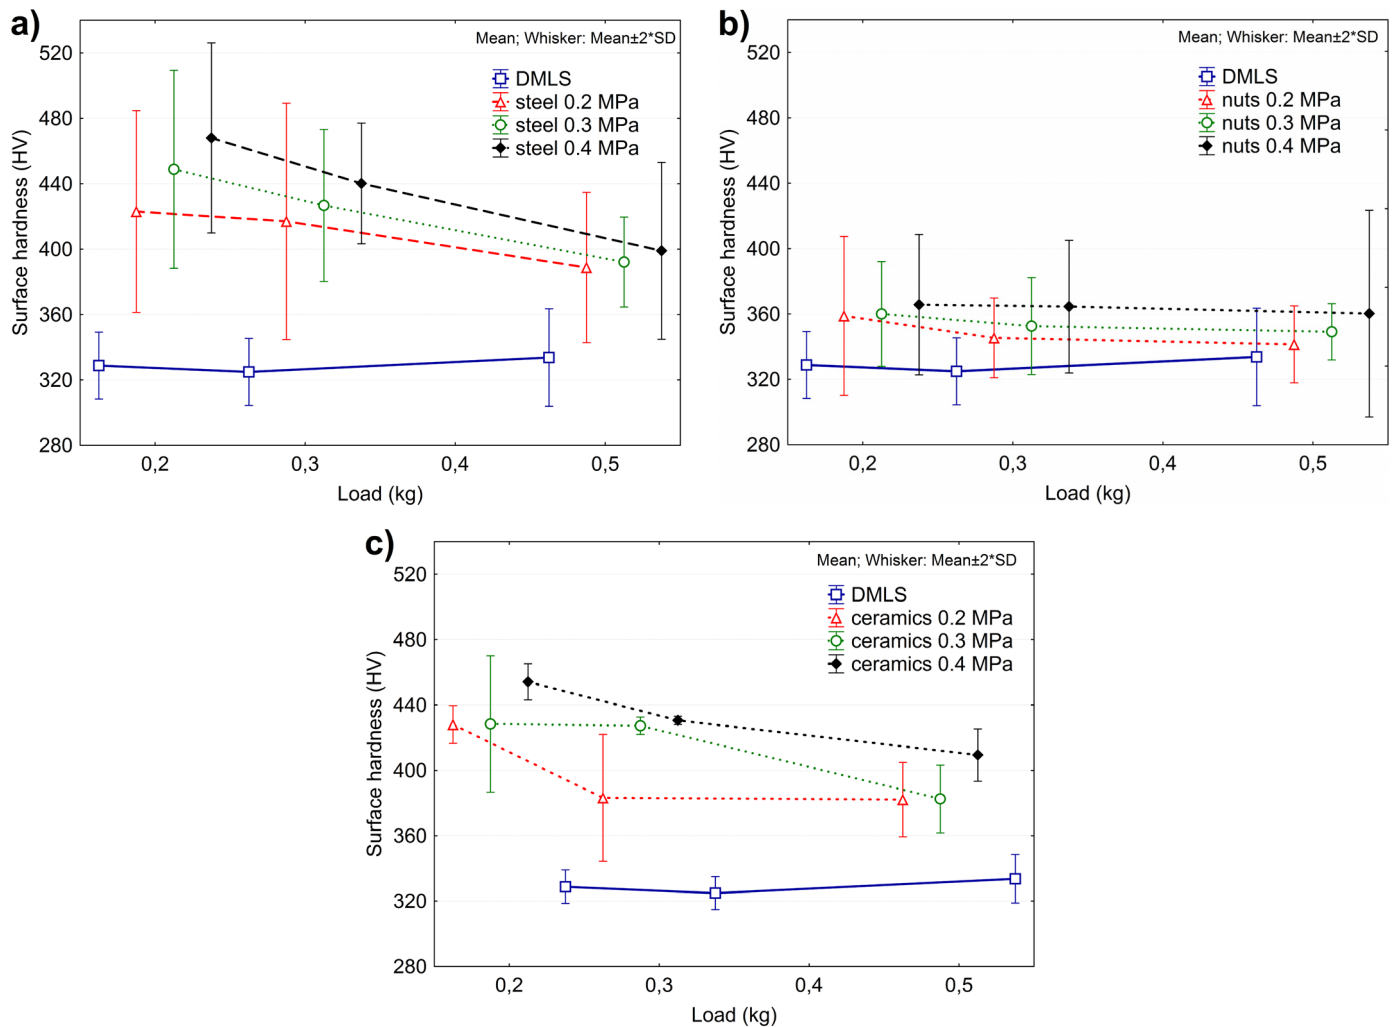 a)
Mean; Whisker: Mean±2*SD
DMLS
steel 0.2 MPa
steel 0.3 MPa
steel 0.4 MPa
Surface hardness (HV)
520
480
440
400
360
320
280
0,2
0,3
0,4
0,5
Load (kg)
b)
Mean; Whisker: Mean±2*SD
DMLS
nuts 0.2 MPa
nuts 0.3 MPa
nuts 0.4 MPa
Surface hardness (HV)
520
480
440
400
360
320
280
0,2
0,3
0,4
0,5
Load (kg)
c)
Mean; Whisker: Mean±2*SD
DMLS
ceramics 0.2 MPa
ceramics 0.3 MPa
ceramics 0.4 MPa
Surface hardness (HV)
520
480
440
400
360
320
280
0,2
0,3
0,4
0,5
Load (kg)